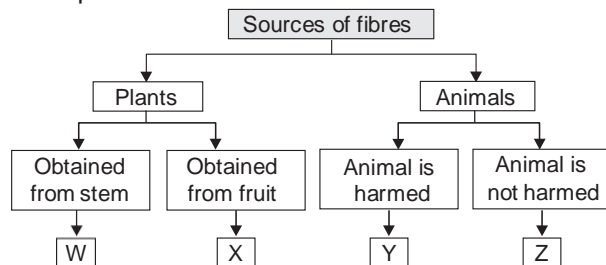 Sources of fibres
Plants
Animals
Obtained
from stem
Obtained
from fruit
Animal is
harmed
Animal is
not harmed
W
X
Y
Z